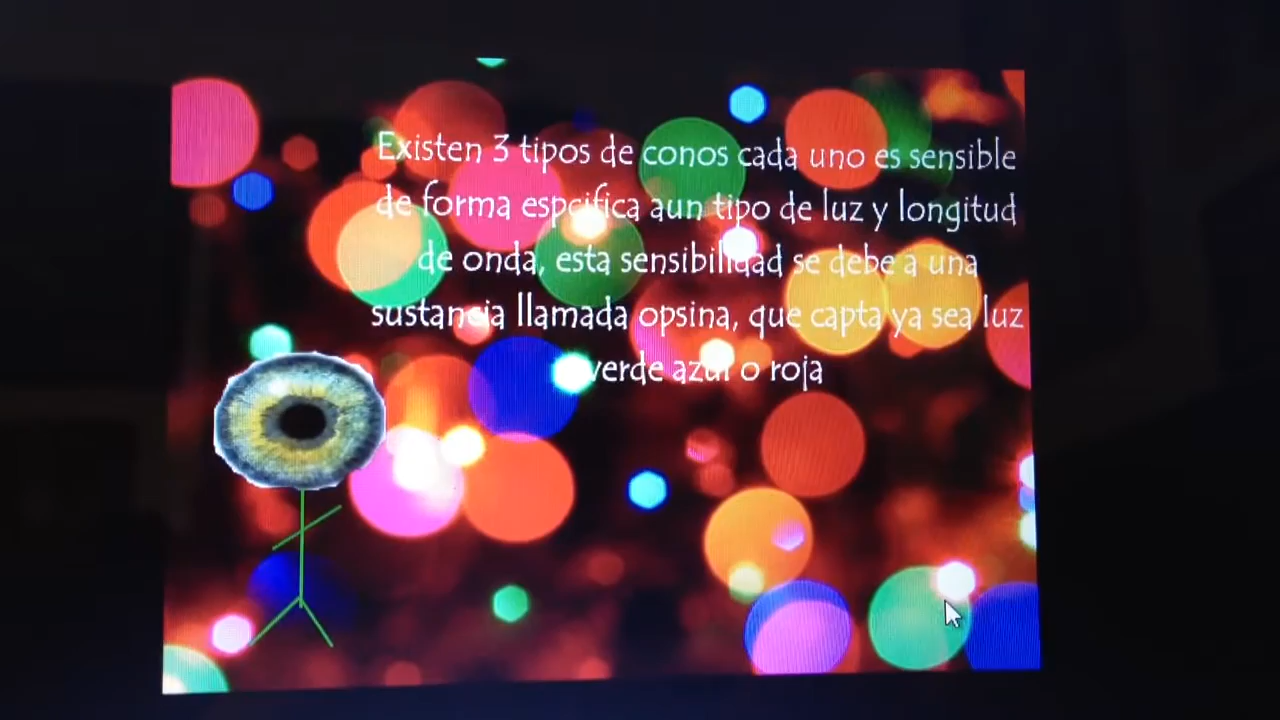 Existen 3 tipos de conos cada uno es sensible
de forma espcifica aun tipo de luz y longitud
de onda, esta sensibilidad se debe a una
sustancia llamada opsina, que capta ya sea luz
verde azul o roja